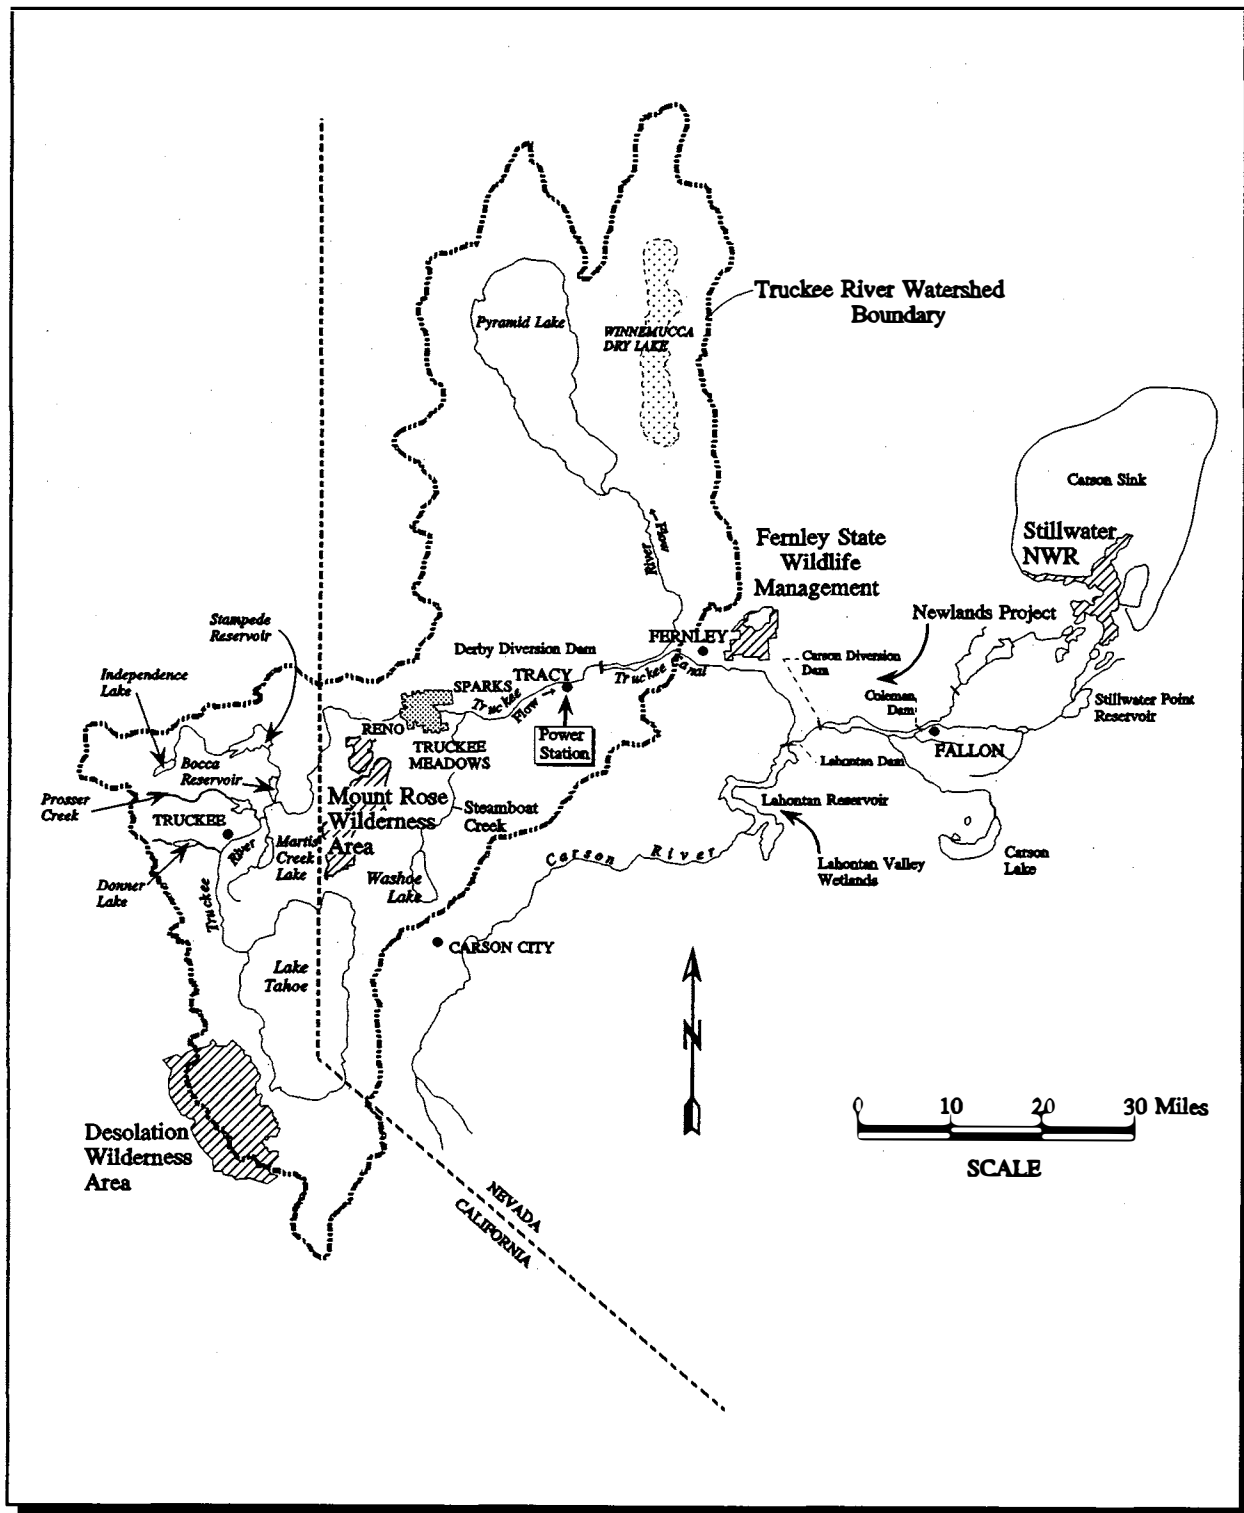 Truckee River Watershed
Boundary
Pyramid Lake
WINNEMUCCA
DRY LAKE
Carson Sink
Stillwater
NWR
Flow
River
Fernley State
Wildlife
Management
Newlands Project
Stampede
Reservoir
FERNLEY
Derby Diversion Dam
Carson Diversion
Dam
Truckee Canal
Independence
Lake
TRACY
SPARKS
Truckee
Flow
Coleman
Dam
Stillwater Point
Reservoir
RENO
Power
Station
TRUCKEE
MEADOWS
FALLON
Bocca
Reservoir
Lahontan Dam
Prosser
Creek
Mount Rose
Wilderness
Area
Lahontan Reservoir
Steamboat
Creek
TRUCKEE
River
Martis
Creek
Lake
Carson River
Lahontan Valley
Wetlands
Carson
Lake
Donner
Lake
Truckee
Washoe
Lake
CARSON CITY
Lake
Tahoe
N
0 10 20 30 Miles
SCALE
Desolation
Wilderness
Area
NEVADA
CALIFORNIA